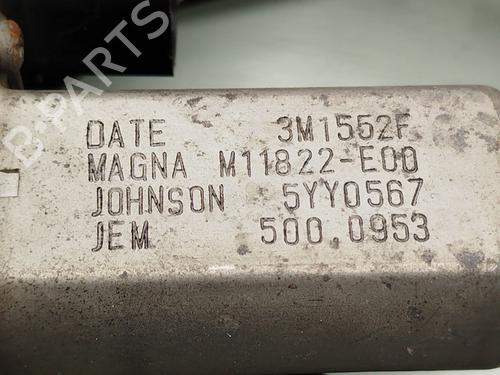 B-PARTS
DATE 3M1552F
MAGNA M11822-E00
JOHNSON 5YY0567
JEM 500 0953